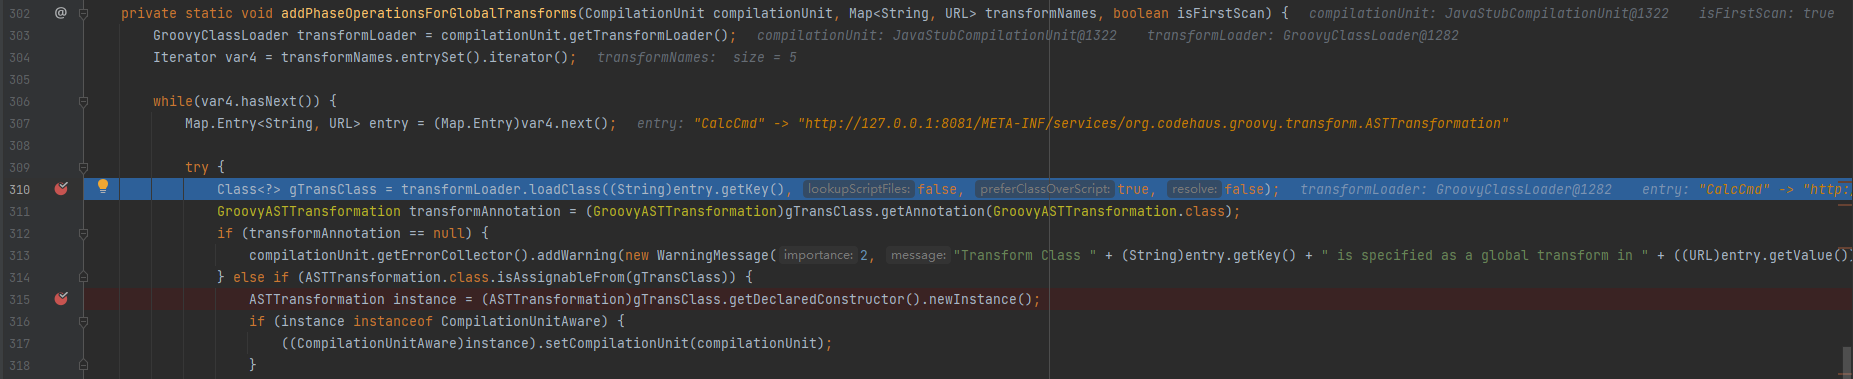 302 @ private static void addPhaseOperationsForGlobalTransforms(CompilationUnit compilationUnit, Map<String, URL> transformNames, boolean isFirstScan) { compilationUnit: JavaStubCompilationUnit@1322 isFirstScan: true
303 GroovyClassLoader transformLoader = compilationUnit.getTransformLoader(); compilationUnit: JavaStubCompilationUnit@1322 transformLoader: GroovyClassLoader@1282
304 Iterator var4 = transformNames.entrySet().iterator(); transformNames: size = 5
305
306 while(var4.hasNext()) {
307 Map.Entry<String, URL> entry = (Map.Entry)var4.next(); entry: "CalcCmd" -> "http://127.0.0.1:8081/META-INF/services/org.codehaus.groovy.transform.ASTTransformation"
308
309 try {
310 Class<?> gTransClass = transformLoader.loadClass((String)entry.getKey(), lookupScriptFiles: false, preferClassOverScript: true, resolve: false); transformLoader: GroovyClassLoader@1282 entry: "CalcCmd" -> "http:
311 GroovyASTTransformation transformAnnotation = (GroovyASTTransformation)gTransClass.getAnnotation(GroovyASTTransformation.class);
312 if (transformAnnotation == null) {
313 compilationUnit.getErrorCollector().addWarning(new WarningMessage( importance: 2, message: "Transform Class " + (String)entry.getKey() + " is specified as a global transform in " + ((URL)entry.getValue())
314 } else if (ASTTransformation.class.isAssignableFrom(gTransClass)) {
315 ASTTransformation instance = (ASTTransformation)gTransClass.getDeclaredConstructor().newInstance();
316 if (instance instanceof CompilationUnitAware) {
317 ((CompilationUnitAware)instance).setCompilationUnit(compilationUnit);
318 }